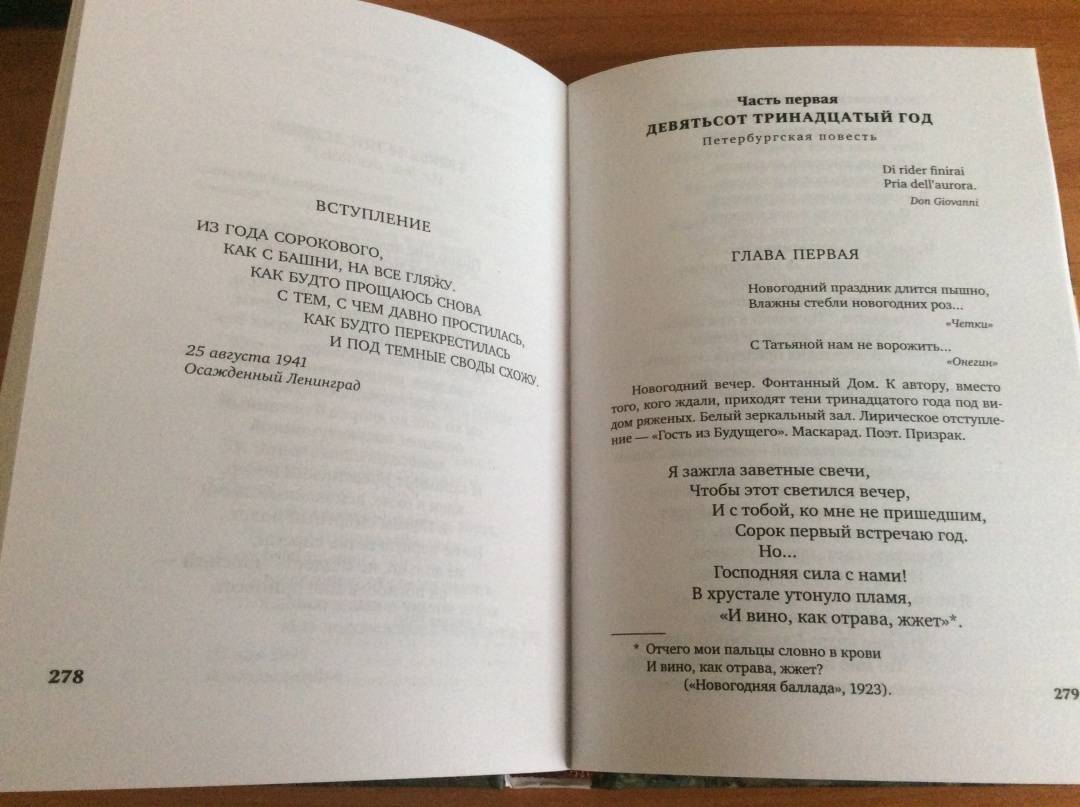 ВСТУПЛЕНИЕ
ИЗ ГОДА СОРОКОВОГО,
КАК С БАШНИ, НА ВСЕ ГЛЯЖУ.
КАК БУДТО ПРОЩАЮСЬ СНОВА
С ТЕМ, С ЧЕМ ДАВНО ПРОСТИЛАСЬ,
КАК БУДТО ПЕРЕКРЕСТИЛАСЬ
И ПОД ТЕМНЫЕ СВОДЫ СХОЖУ.
25 августа 1941
Осажденный Ленинград
278
Часть первая
ДЕВЯТЬСОТ ТРИНАДЦАТЫЙ ГОД
Петербургская повесть
Di rider finirai
Pria dell'aurora.
Don Giovanni
ГЛАВА ПЕРВАЯ
Новогодний праздник длится пышно,
Влажны стебли новогодних роз...
«Четки»
С Татьяной нам не ворожить...
«Онегин»
Новогодний вечер. Фонтанный Дом. К автору, вместо
того, кого ждали, приходят тени тринадцатого года под ви-
дом ряженых. Белый зеркальный зал. Лирическое отступле-
ние — «Гость из Будущего». Маскарад. Поэт. Призрак.
Я зажгла заветные свечи,
Чтобы этот светился вечер,
И с тобой, ко мне не пришедшим,
Сорок первый встречаю год.
Но...
Господняя сила с нами!
В хрустале утонуло пламя,
«И вино, как отрава, жжет»*.
* Отчего мои пальцы словно в крови
И вино, как отрава, жжет?
(«Новогодняя баллада», 1923).
279